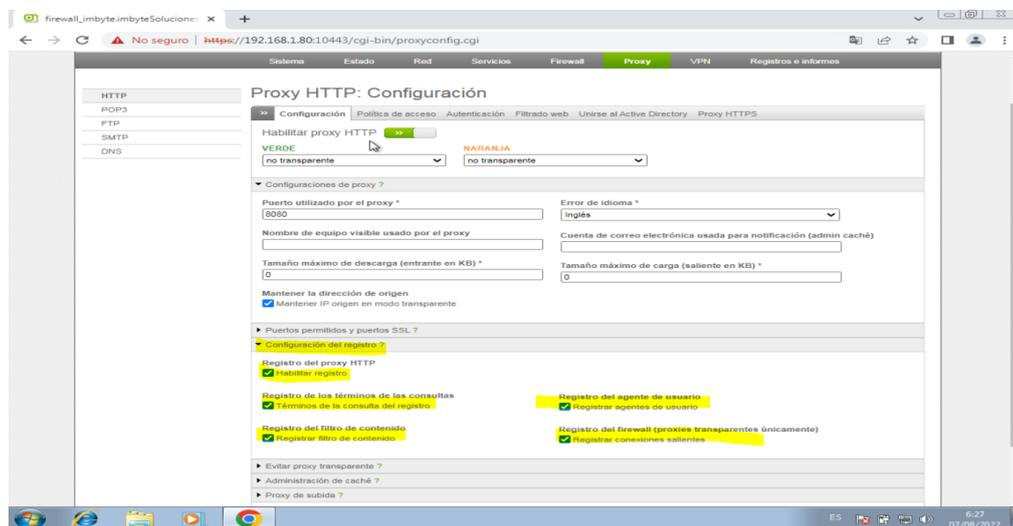 firewall_imbyte.imbyteSoluciones
No seguro | https://192.168.1.80:10443/cgi-bin/proxyconfig.cgi
Sistema Estado Red Servicios Firewall Proxy VPN Registros e informes
HTTP
POP3
FTP
SMTP
DNS
Proxy HTTP: Configuración
>> Configuración Política de acceso Autenticación Filtrado web Unirse al Active Directory Proxy HTTPS
Habilitar proxy HTTP >>
VERDE NARANJA
no transparente no transparente
Configuraciones de proxy ?
Puerto utilizado por el proxy * Error de idioma *
8080 Inglés
Nombre de equipo visible usado por el proxy Cuenta de correo electrónica usada para notificación (admin caché)
Tamaño máximo de descarga (entrante en KB) * Tamaño máximo de carga (saliente en KB) *
0 0
Mantener la dirección de origen
Mantener IP origen en modo transparente
Puertos permitidos y puertos SSL ?
Configuración del registro ?
Registro del proxy HTTP
Habilitar registro
Registro de los términos de las consultas Registro del agente de usuario
Términos de la consulta del registro Registrar agentes de usuario
Registro del filtro de contenido Registro del firewall (proxies transparentes únicamente)
Registrar filtro de contenido Registrar conexiones salientes
Evitar proxy transparente ?
Administración de caché ?
Proxy de subida ?
ES 6:27
07/08/2022